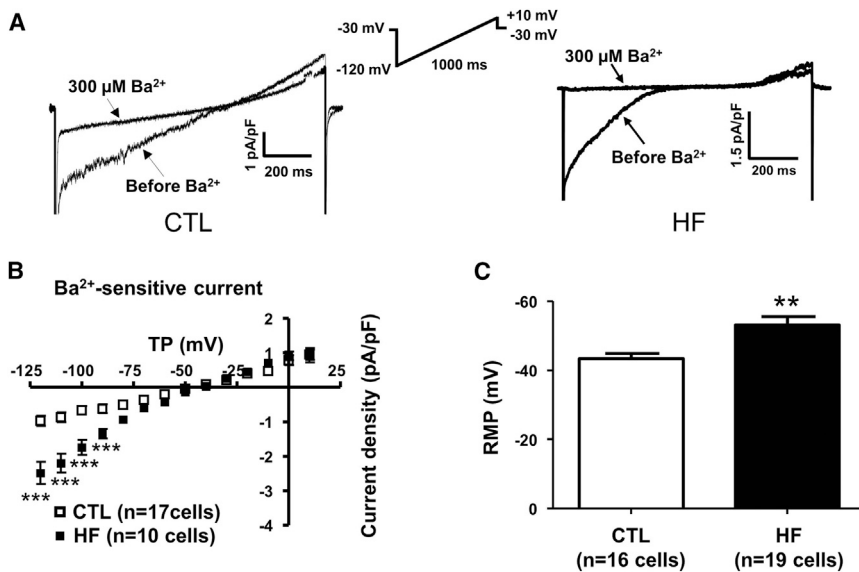 A
-30 mV
+10 mV
-30 mV
-120 mV
1000 ms
300 µM Ba²⁺
Before Ba²⁺
1 pA/pF
200 ms
CTL
300 µM Ba²⁺
Before Ba²⁺
1.5 pA/pF
200 ms
HF
B
Ba²⁺-sensitive current
TP (mV)
-125 -100 -75 -50 -25 25
2
1
0
-1
-2
-3
-4
Current density (pA/pF)
***
***
***
***
CTL (n=17cells)
HF (n=10 cells)
C
RMP (mV)
-60
-40
-20
0
**
CTL
(n=16 cells)
HF
(n=19 cells)